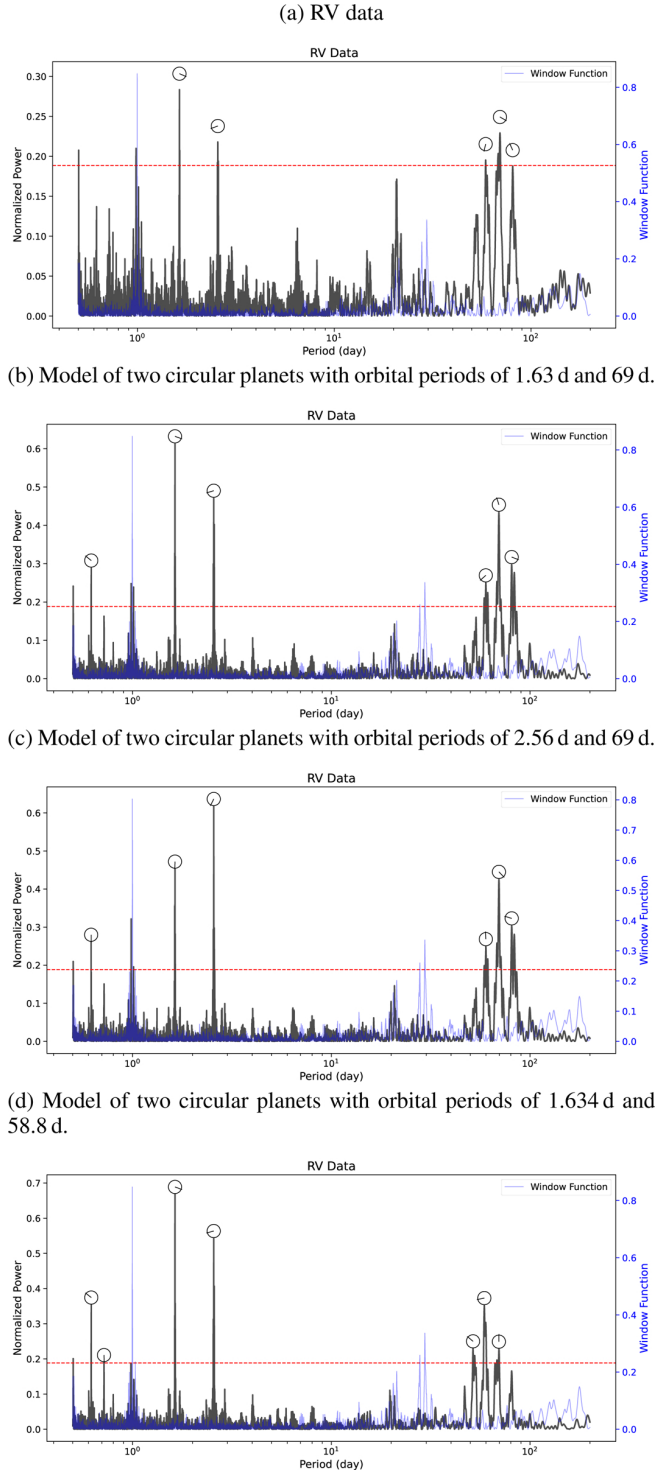 (a) RV data
RV Data
Window Function
0.30
0.25
0.20
0.15
0.10
0.05
0.00
Normalized Power
0.8
0.6
0.4
0.2
0.0
Window Function
10⁰
10¹
10²
Period (day)
(b) Model of two circular planets with orbital periods of 1.63 d and 69 d.
RV Data
Window Function
0.6
0.5
0.4
0.3
0.2
0.1
0.0
Normalized Power
0.8
0.6
0.4
0.2
0.0
Window Function
10⁰
10¹
10²
Period (day)
(c) Model of two circular planets with orbital periods of 2.56 d and 69 d.
RV Data
Window Function
0.6
0.5
0.4
0.3
0.2
0.1
0.0
Normalized Power
0.8
0.7
0.6
0.5
0.4
0.3
0.2
0.1
0.0
Window Function
10⁰
10¹
10²
Period (day)
(d) Model of two circular planets with orbital periods of 1.634 d and
58.8 d.
RV Data
Window Function
0.7
0.6
0.5
0.4
0.3
0.2
0.1
0.0
Normalized Power
0.8
0.6
0.4
0.2
0.0
Window Function
10⁰
10¹
10²
Period (day)